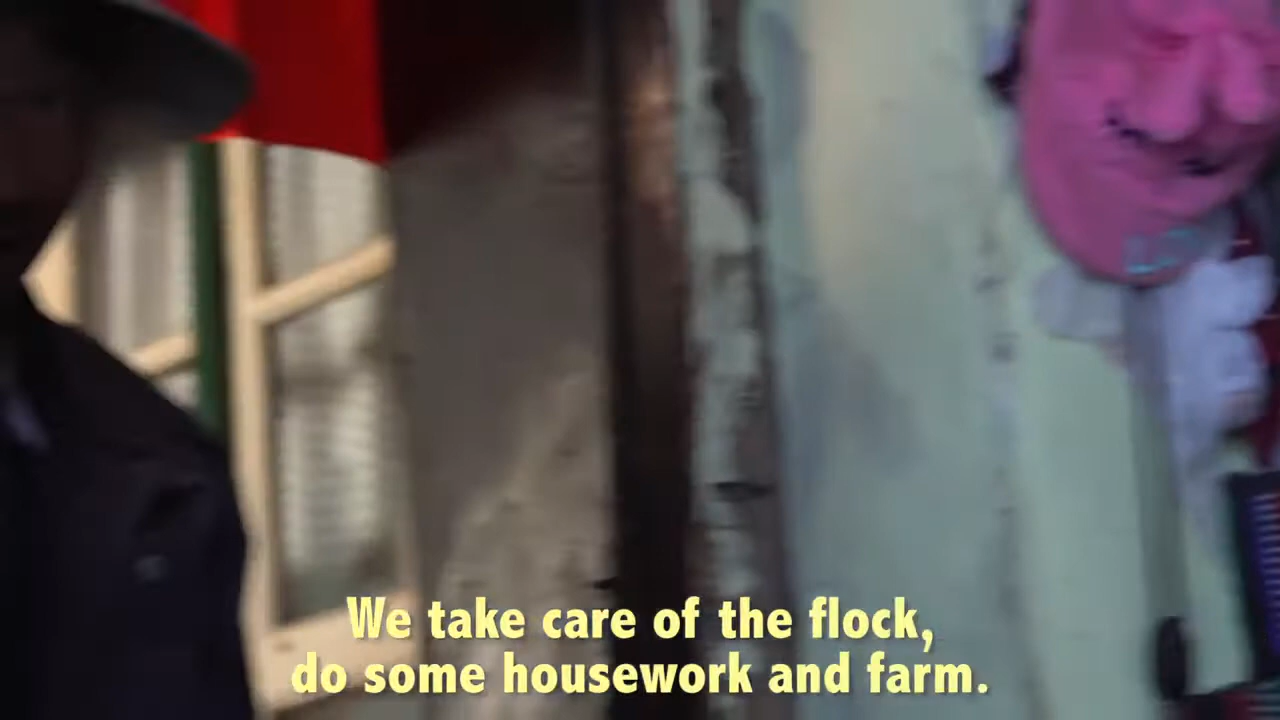 We take care of the flock,
do some housework and farm.